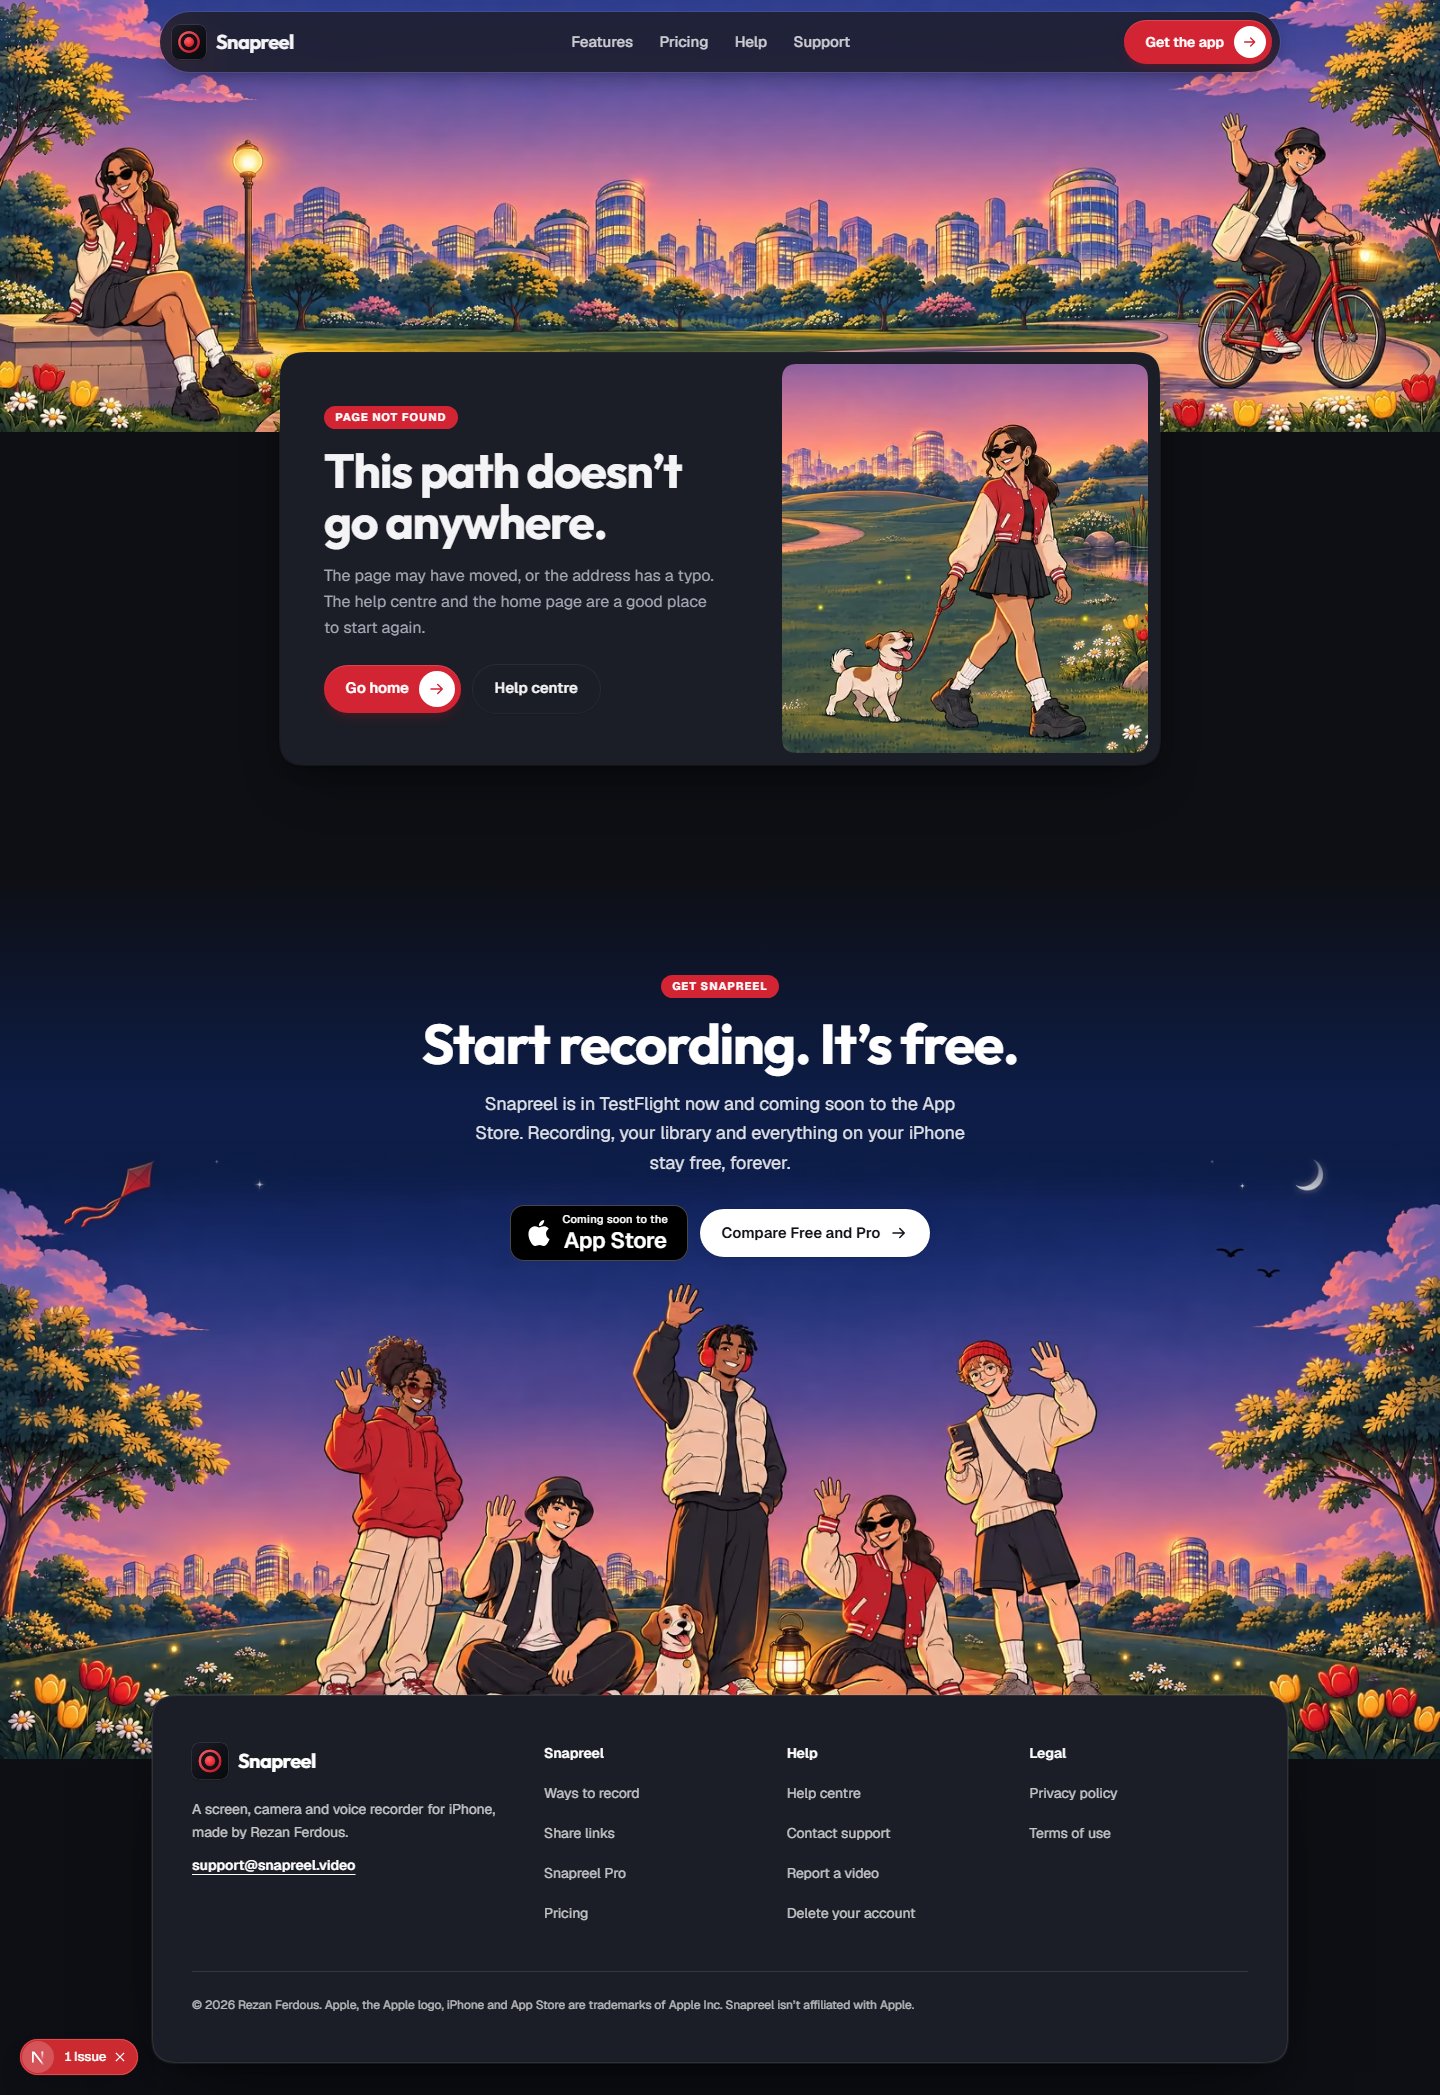 Snapreel
Features
Pricing
Help
Support
Get the app
PAGE NOT FOUND
This path doesn’t
go anywhere.
The page may have moved, or the address has a typo.
The help centre and the home page are a good place
to start again.
Go home
Help centre
GET SNAPREEL
Start recording. It’s free.
Snapreel is in TestFlight now and coming soon to the App
Store. Recording, your library and everything on your iPhone
stay free, forever.
Coming soon to the
App Store
Compare Free and Pro
Snapreel
A screen, camera and voice recorder for iPhone,
made by Rezan Ferdous.
support@snapreel.video
Snapreel
Ways to record
Share links
Snapreel Pro
Pricing
Help
Help centre
Contact support
Report a video
Delete your account
Legal
Privacy policy
Terms of use
© 2026 Rezan Ferdous. Apple, the Apple logo, iPhone and App Store are trademarks of Apple Inc. Snapreel isn’t affiliated with Apple.
N
1 Issue